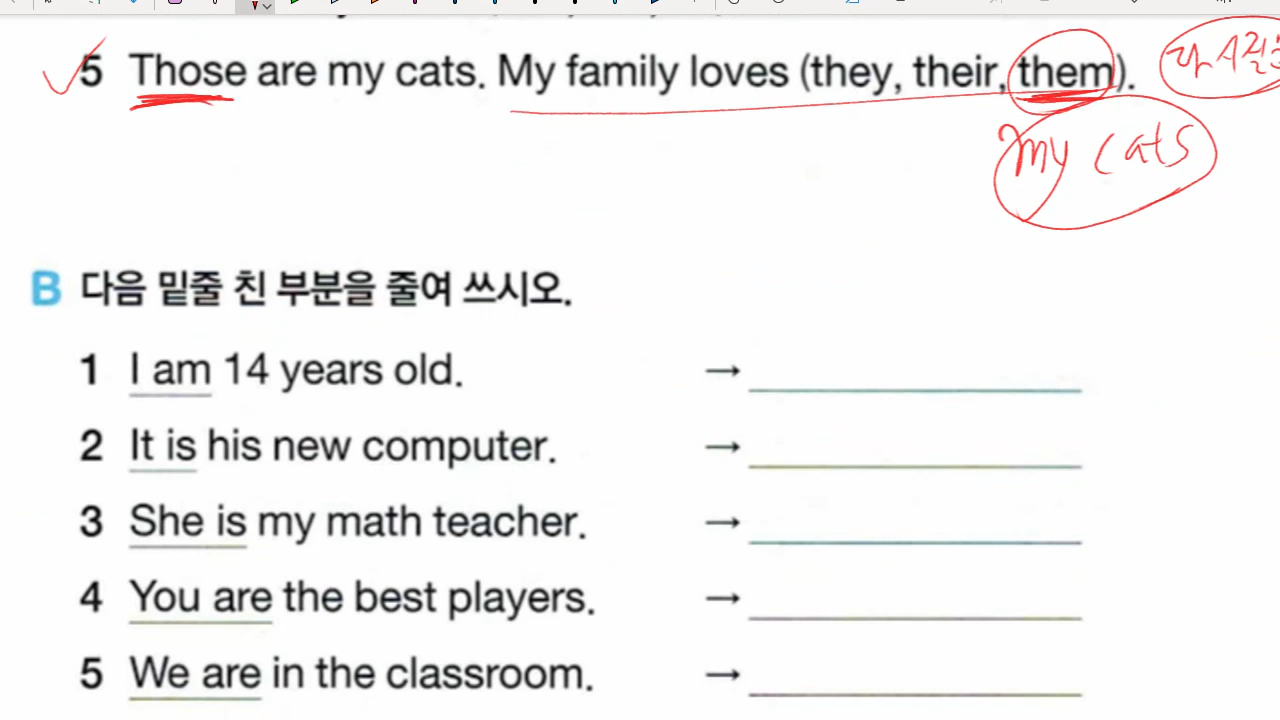 5 Those are my cats. My family loves (they, their, them).
my cats
B 다음 밑줄 친 부분을 줄여 쓰시오.
1 I am 14 years old. →
2 It is his new computer. →
3 She is my math teacher. →
4 You are the best players. →
5 We are in the classroom. →